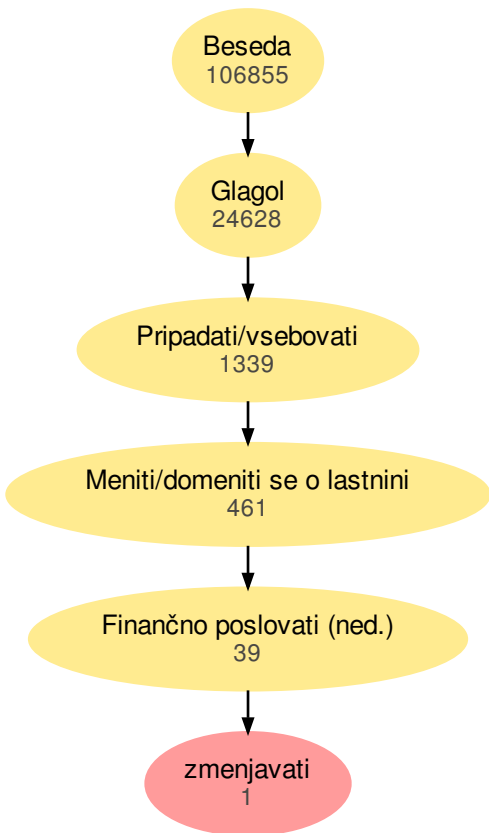 Beseda
106855
Glagol
24628
Pripadati/vsebovati
1339
Meniti/domeniti se o lastnini
461
Finančno poslovati (ned.)
39
zmenjavati
1